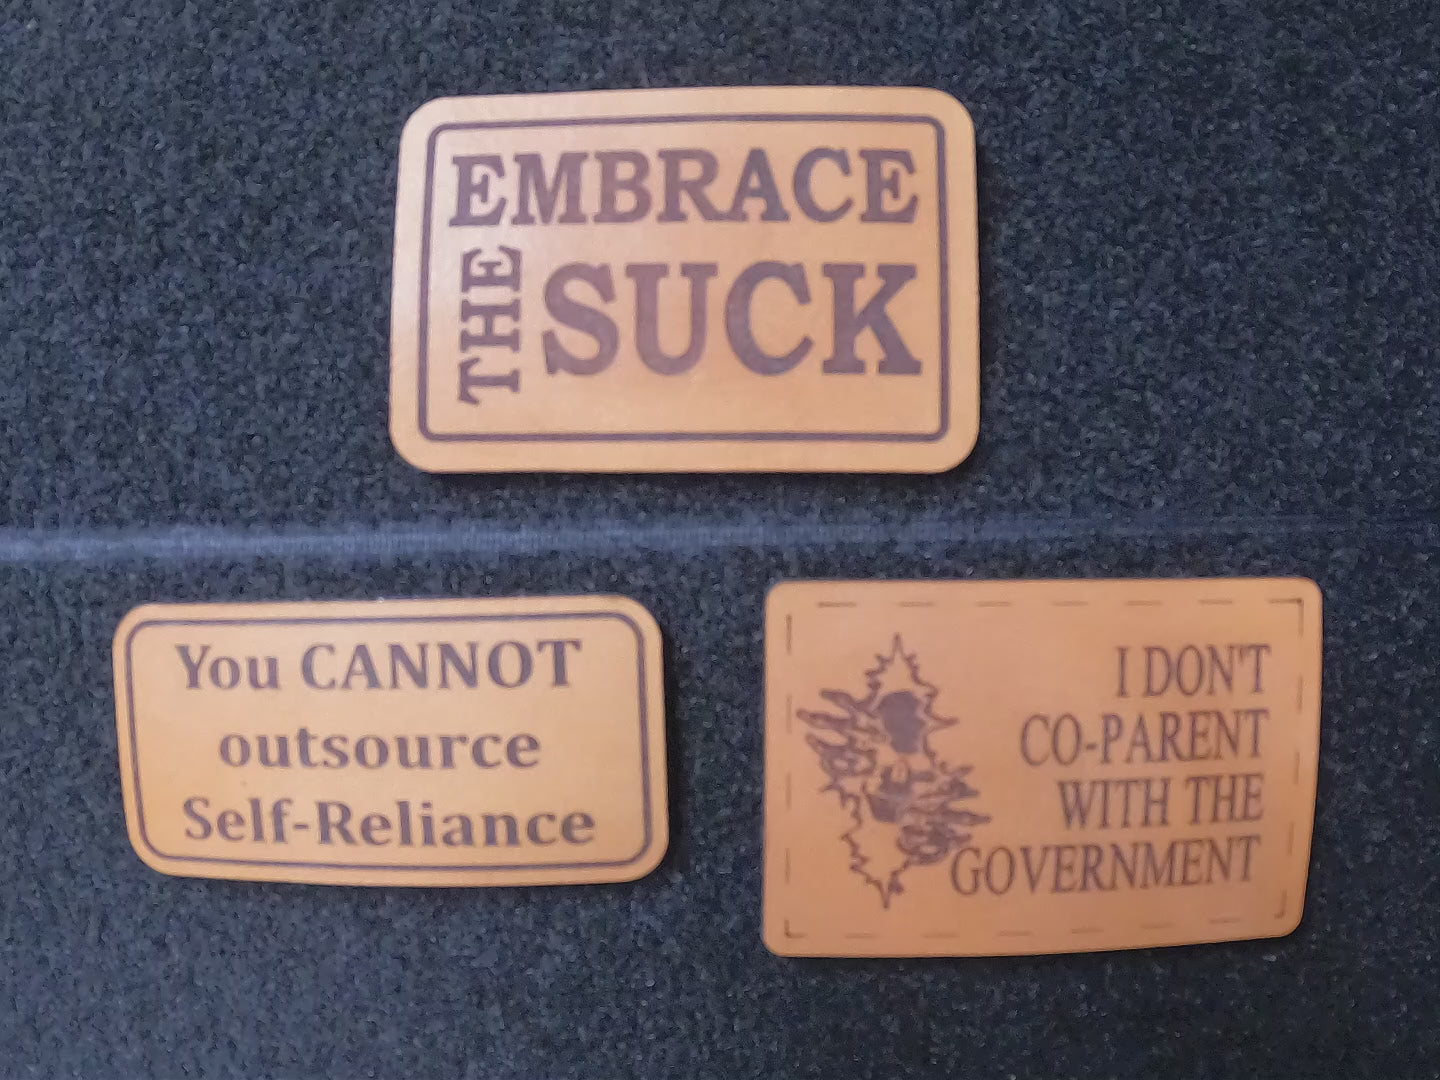 EMBRACE
THE SUCK
You CANNOT
outsource
Self-Reliance
I DON'T
CO-PARENT
WITH THE
GOVERNMENT